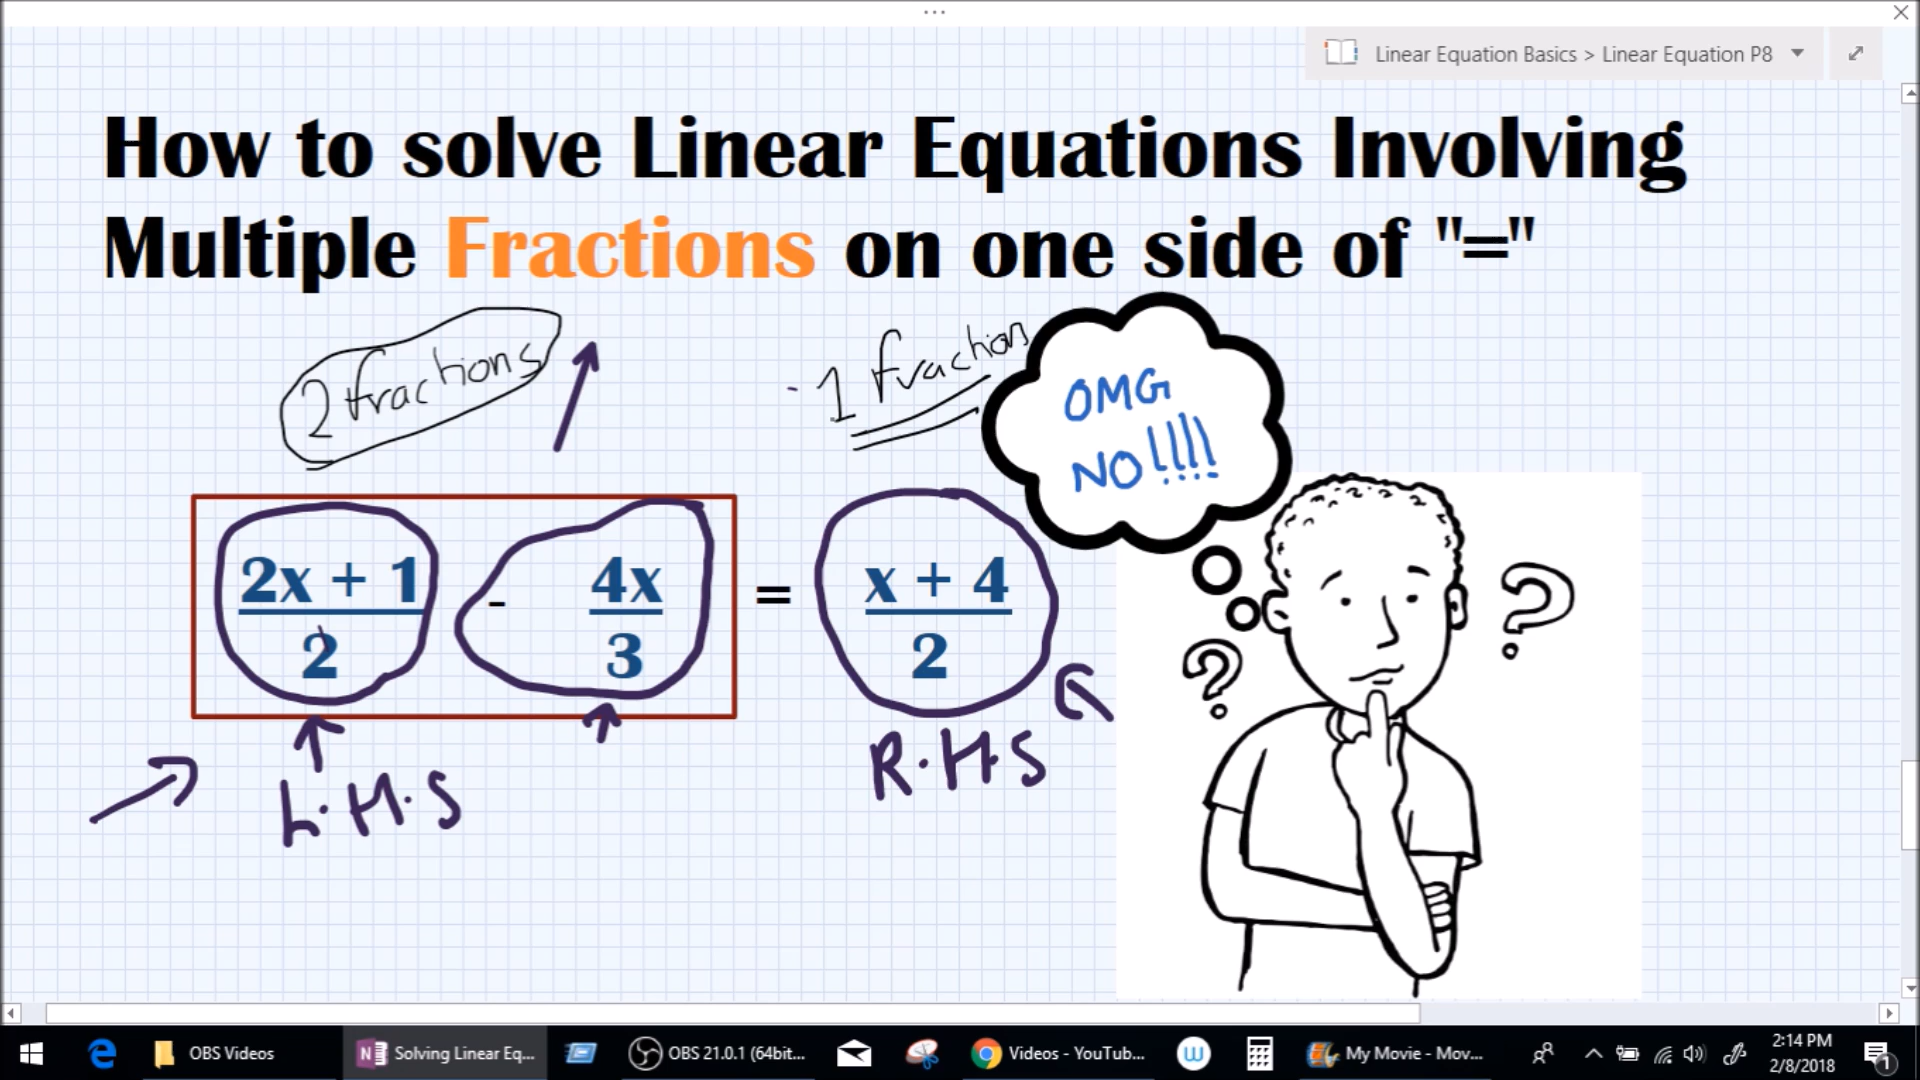 ...
Linear Equation Basics > Linear Equation P8
How to solve Linear Equations Involving
Multiple Fractions on one side of "="
2 fractions
1 fraction
OMG
NO!!!!
2x + 1
2
-
4x
3
=
x + 4
2
?
?
L.H.S
R.H.S
OBS Videos
N
Solving Linear Eq...
OBS 21.0.1 (64bit...
Videos - YouTub...
W
My Movie - Mov...
2:14 PM
2/8/2018
1